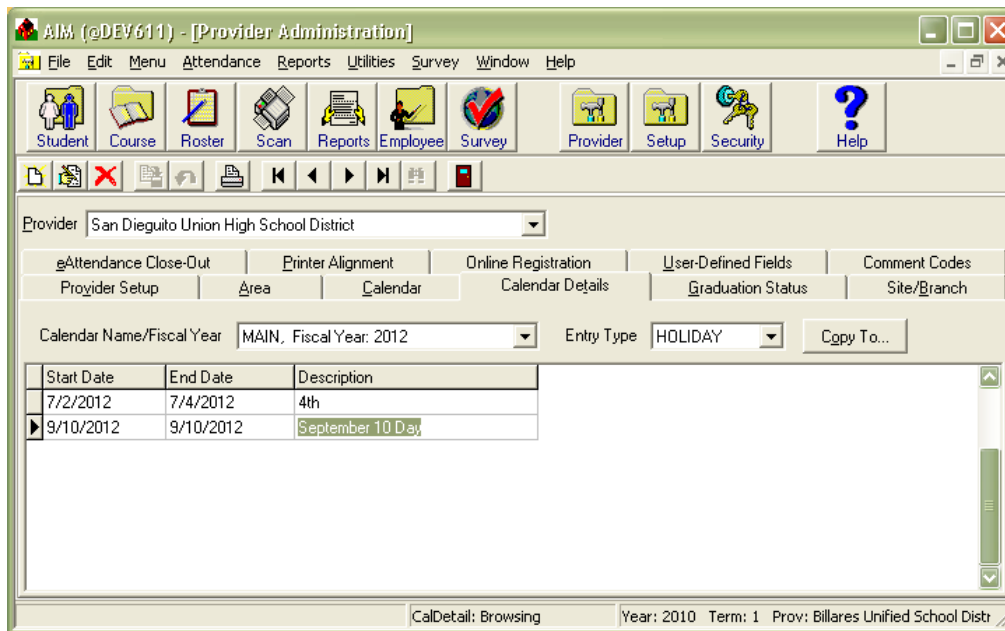 AIM (@DEV611) - [Provider Administration]
File Edit Menu Attendance Reports Utilities Survey Window Help
Student Course Roster Scan Reports Employee Survey Provider Setup Security Help
Provider San Dieguito Union High School District
eAttendance Close-Out Printer Alignment Online Registration User-Defined Fields Comment Codes
Provider Setup Area Calendar Calendar Details Graduation Status Site/Branch
Calendar Name/Fiscal Year MAIN, Fiscal Year: 2012 Entry Type HOLIDAY Copy To...
Start Date End Date Description
7/2/2012 7/4/2012 4th
9/10/2012 9/10/2012 September 10 Day
CalDetail: Browsing Year: 2010 Term: 1 Prov: Billares Unified School Distr